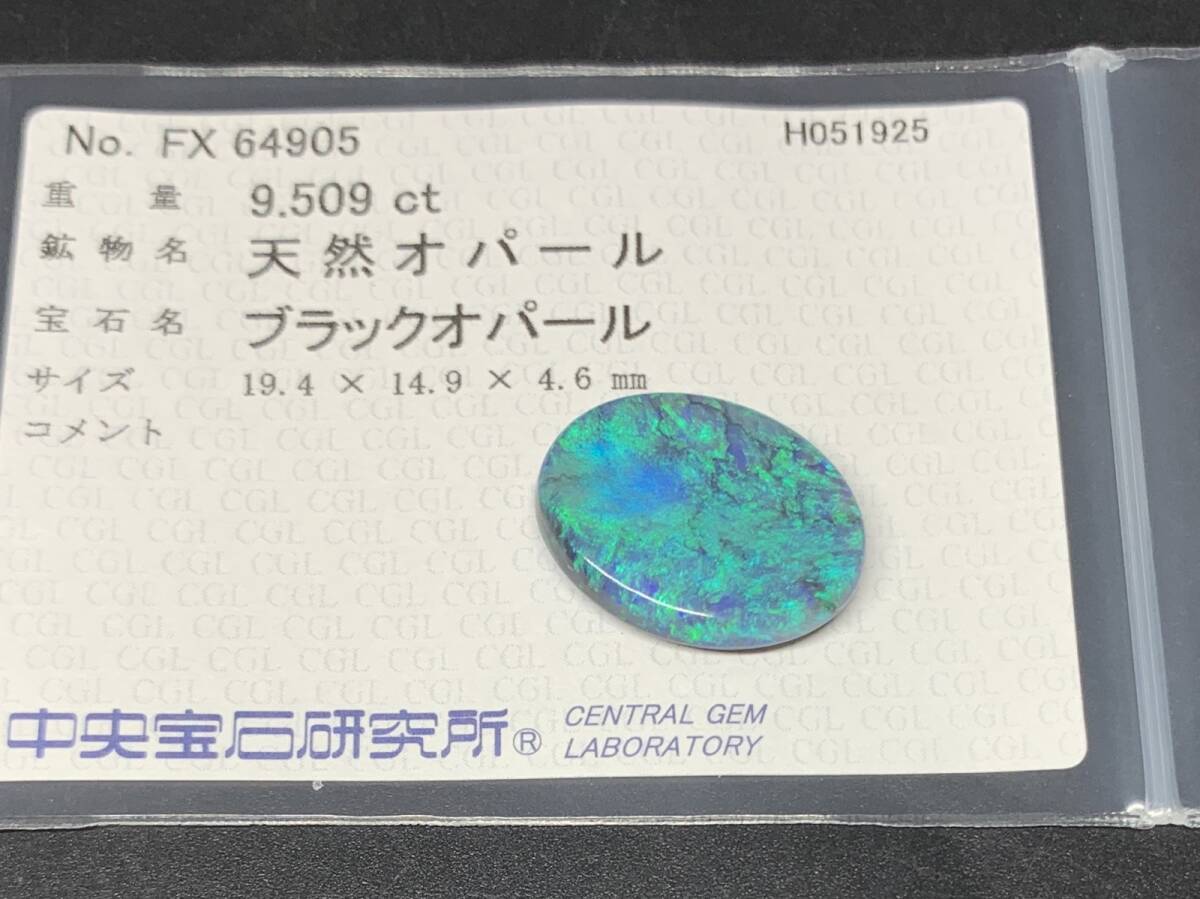 No. FX 64905 H051925
重量 9.509 ct
鉱物名 天然オパール
宝石名 ブラックオパール
サイズ 19.4 × 14.9 × 4.6 mm
コメント
中央宝石研究所® CENTRAL GEM
LABORATORY